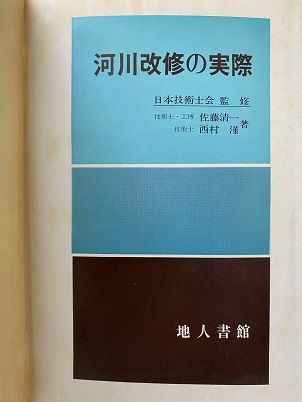 河川改修の実際
日本技術士会 監修
技術士・工博 佐藤清一
技術士 西村瑾 著
地人書館